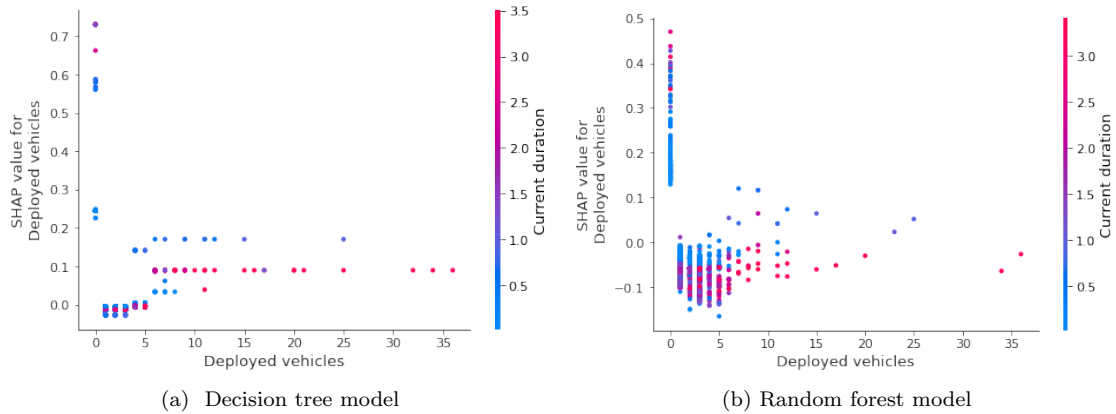 3.5
0.7
0.6
0.5
0.4
0.3
0.2
0.1
0.0
SHAP value for
Deployed vehicles
0 5 10 15 20 25 30 35
Deployed vehicles
3.0
2.5
2.0
1.5
1.0
0.5
Current duration
(a) Decision tree model
0.5
0.4
0.3
0.2
0.1
0.0
−0.1
SHAP value for
Deployed vehicles
0 5 10 15 20 25 30 35
Deployed vehicles
3.0
2.5
2.0
1.5
1.0
0.5
Current duration
(b) Random forest model